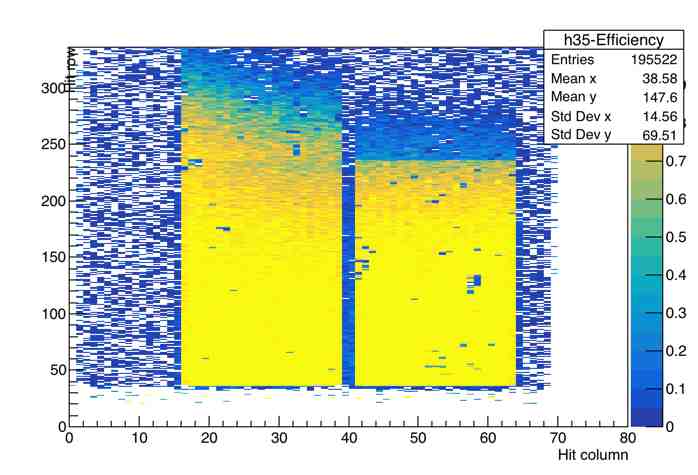 h35-Efficiency
Entries 195522
Mean x 38.58
Mean y 147.6
Std Dev x 14.56
Std Dev y 69.51
300
250
200
150
100
50
0
0 10 20 30 40 50 60 70 80
Hit column
0.7
0.6
0.5
0.4
0.3
0.2
0.1
0